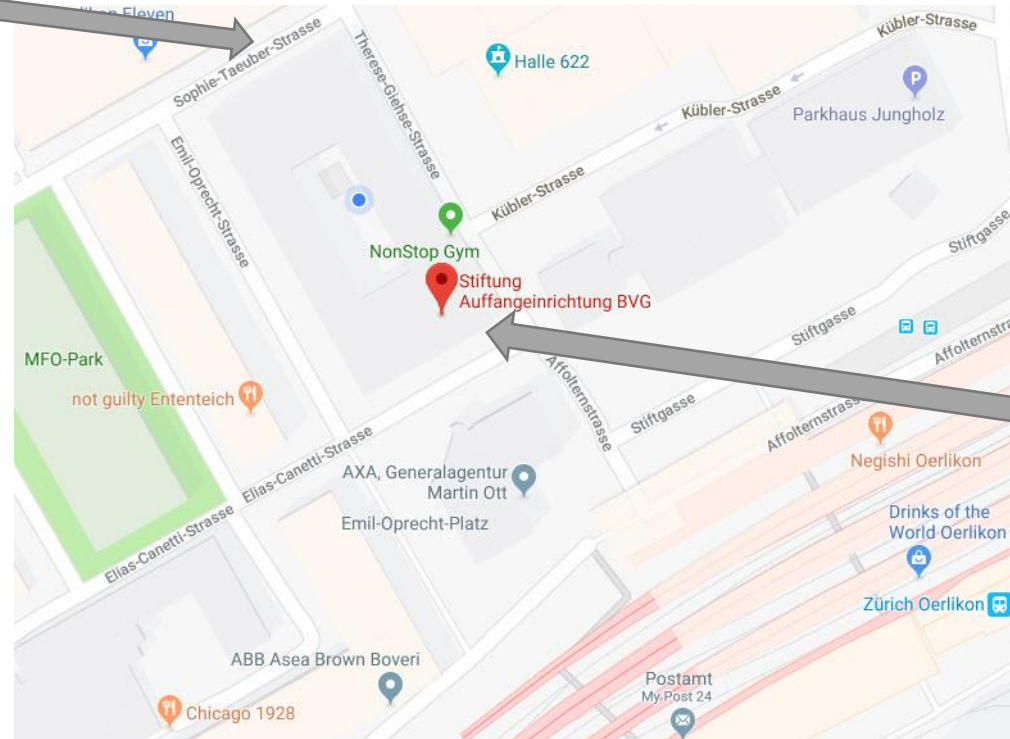 Eleven
Sophie-Taeuber-Strasse
Therese-Giehse-Strasse
Halle 622
Kübler-Strasse
Kübler-Strasse
P
Parkhaus Jungholz
Emil-Oprecht-Strasse
Kübler-Strasse
NonStop Gym
Stiftgasse
Stiftung
Auffangeinrichtung BVG
Stiftgasse
MFO-Park
not guilty Ententeich
Affolternstrasse
Stiftgasse
Affolternstrasse
Negishi Oerlikon
Elias-Canetti-Strasse
AXA, Generalagentur
Martin Ott
Emil-Oprecht-Platz
Drinks of the
World Oerlikon
Elias-Canetti-Strasse
Zürich Oerlikon
ABB Asea Brown Boveri
Postamt
My Post 24
Chicago 1928